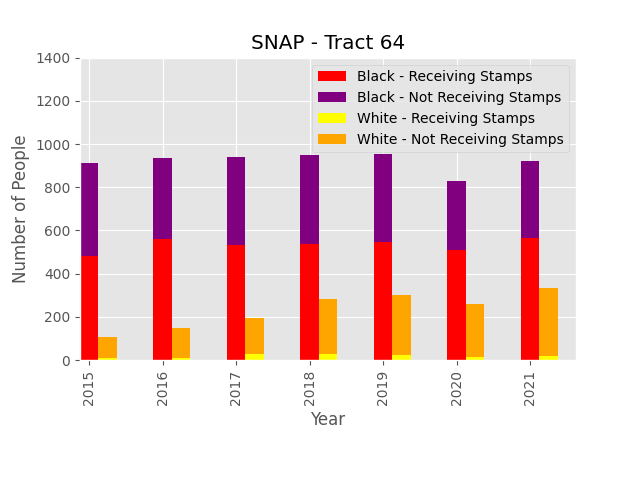 SNAP - Tract 64
Black - Receiving Stamps
Black - Not Receiving Stamps
White - Receiving Stamps
White - Not Receiving Stamps
1400
1200
1000
800
600
400
200
0
Number of People
2015
2016
2017
2018
2019
2020
2021
Year